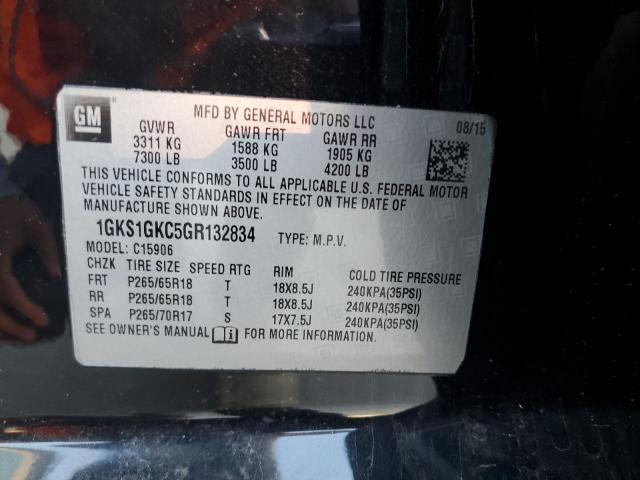 GM
MFD BY GENERAL MOTORS LLC
08/15
GVWR GAWR FRT GAWR RR
3311 KG 1588 KG 1905 KG
7300 LB 3500 LB 4200 LB
THIS VEHICLE CONFORMS TO ALL APPLICABLE U.S. FEDERAL MOTOR
VEHICLE SAFETY STANDARDS IN EFFECT ON THE DATE OF
MANUFACTURE SHOWN ABOVE.
1GKS1GKC5GR132834 TYPE: M.P.V.
MODEL: C15906
CHZK TIRE SIZE SPEED RTG RIM COLD TIRE PRESSURE
FRT P265/65R18 T 18X8.5J 240KPA(35PSI)
RR P265/65R18 T 18X8.5J 240KPA(35PSI)
SPA P265/70R17 S 17X7.5J 240KPA(35PSI)
SEE OWNER'S MANUAL FOR MORE INFORMATION.